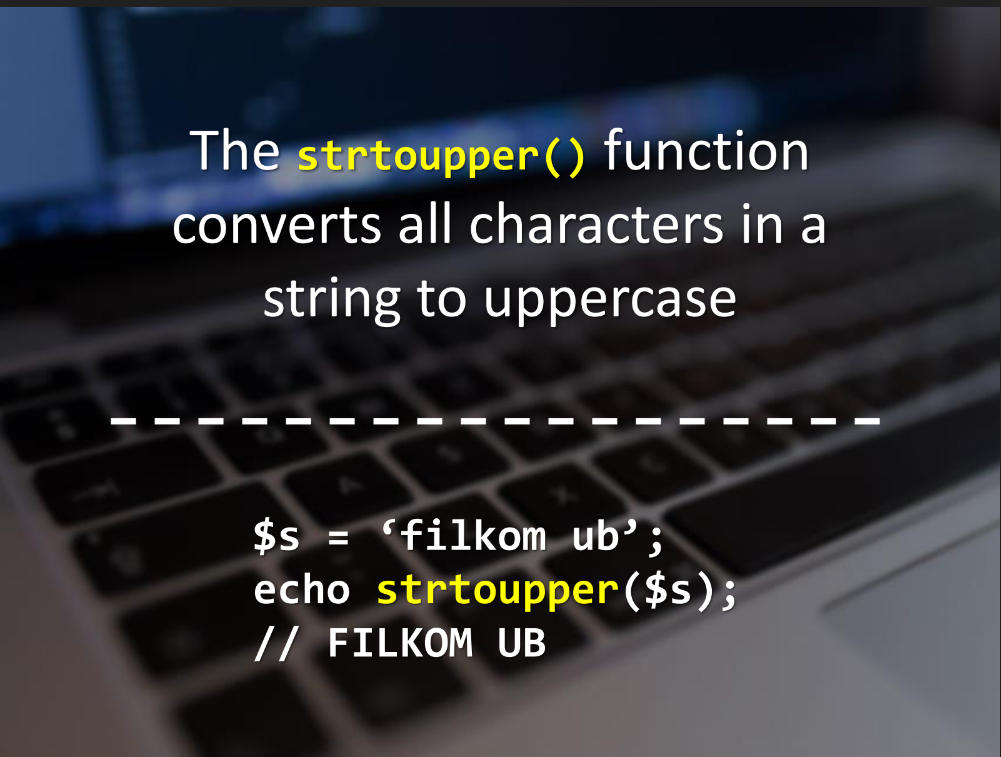 The strtoupper() function
converts all characters in a
string to uppercase
$s = ‘filkom ub’;
echo strtoupper($s);
// FILKOM UB